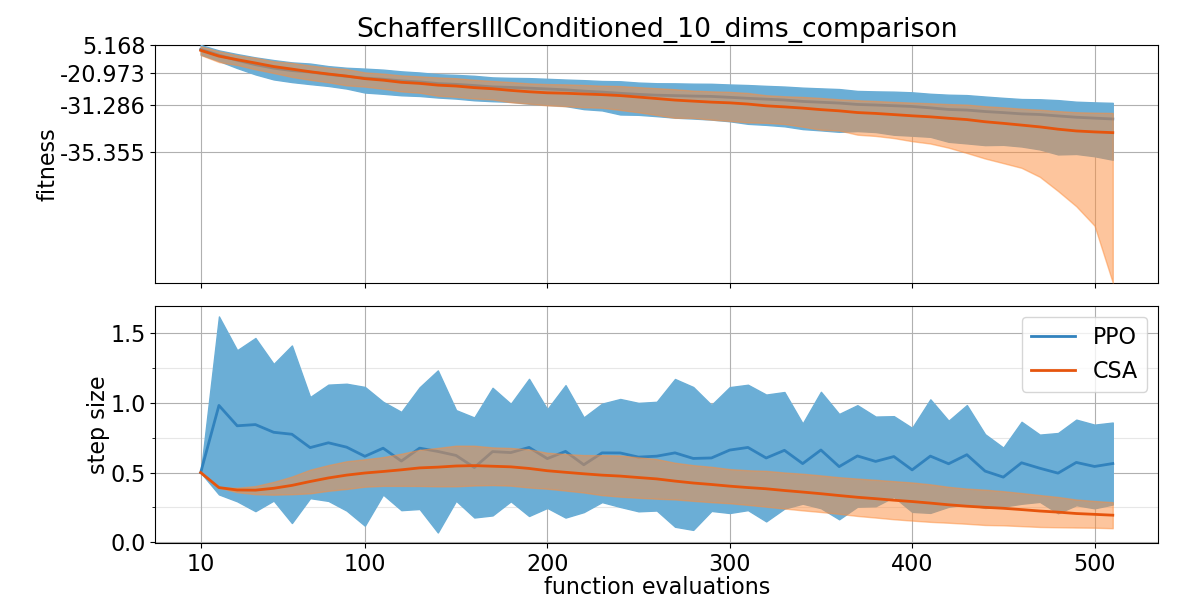 SchaffersIllConditioned_10_dims_comparison
5.168
-20.973
-31.286
-35.355
fitness
1.5
1.0
0.5
0.0
step size
PPO
CSA
10 100 200 300 400 500
function evaluations